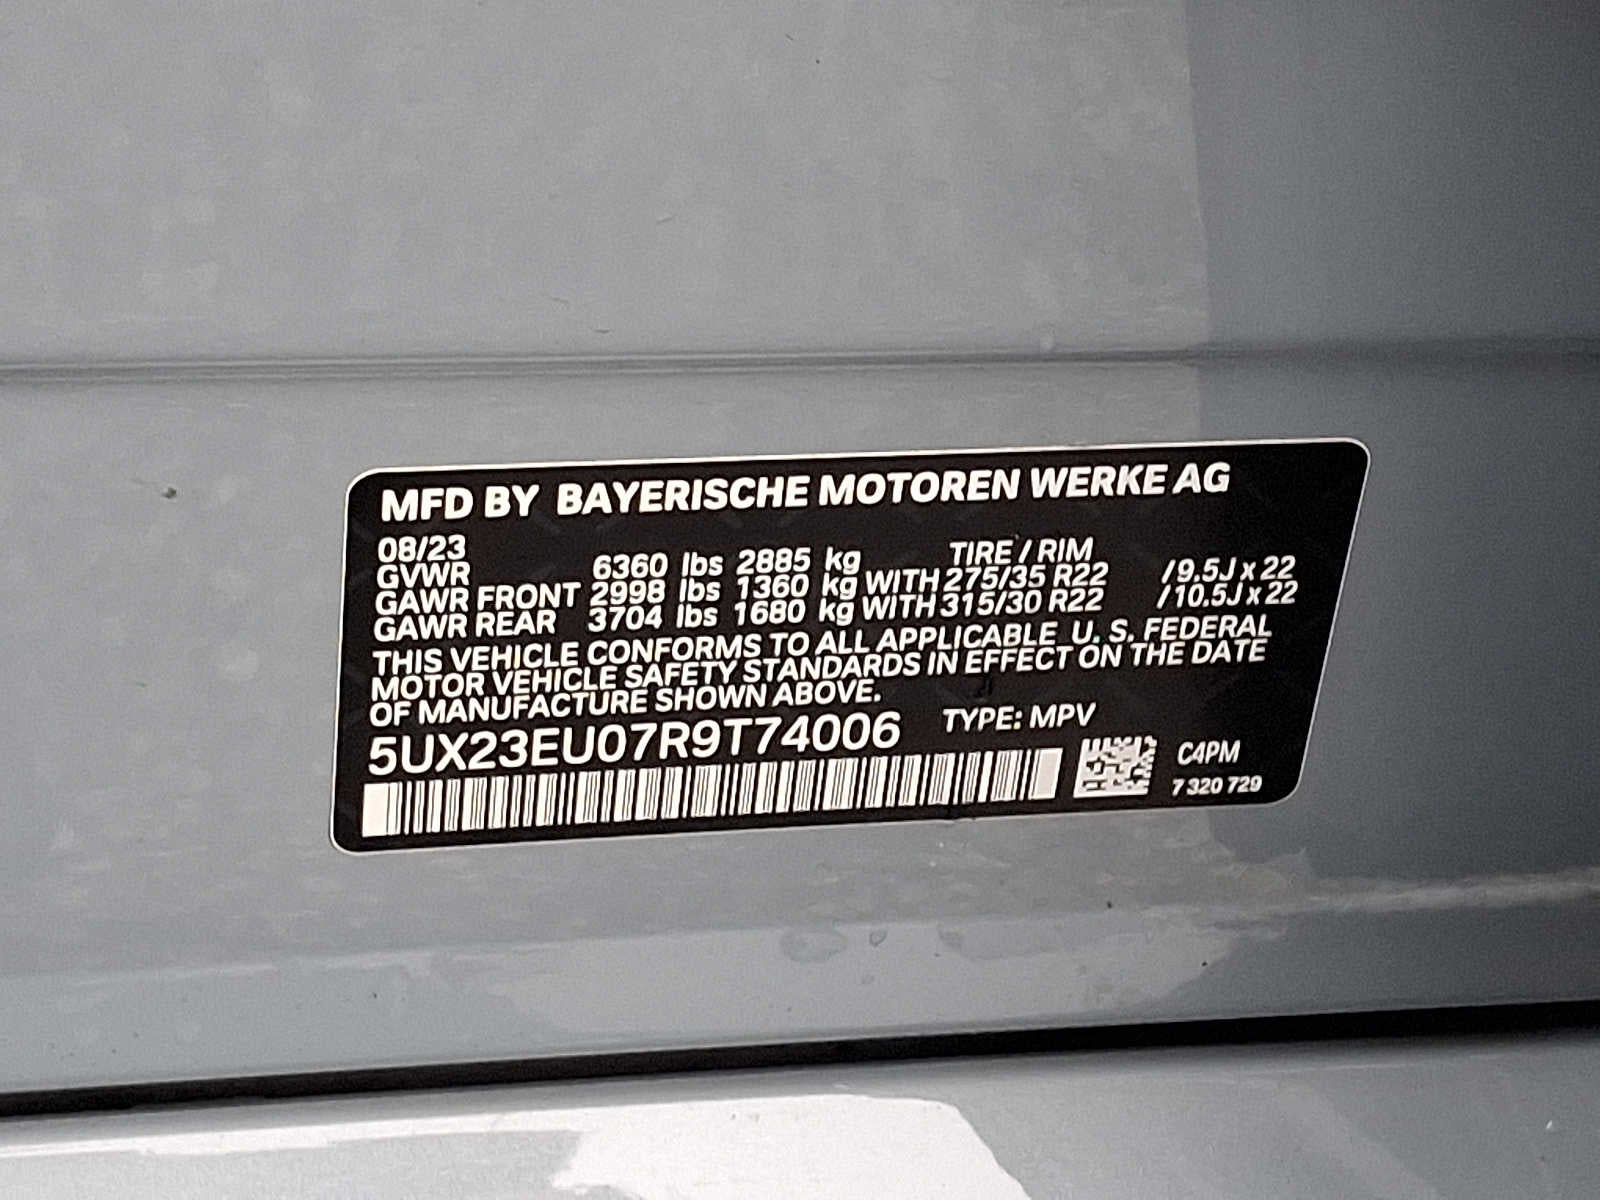 MFD BY BAYERISCHE MOTOREN WERKE AG
08/23 TIRE / RIM
GVWR 6360 lbs 2885 kg
GAWR FRONT 2998 lbs 1360 kg WITH 275/35 R22 / 9.5J x 22
GAWR REAR 3704 lbs 1680 kg WITH 315/30 R22 / 10.5J x 22
THIS VEHICLE CONFORMS TO ALL APPLICABLE U. S. FEDERAL
MOTOR VEHICLE SAFETY STANDARDS IN EFFECT ON THE DATE
OF MANUFACTURE SHOWN ABOVE.
5UX23EU07R9T74006 TYPE: MPV
C4PM
7 320 729